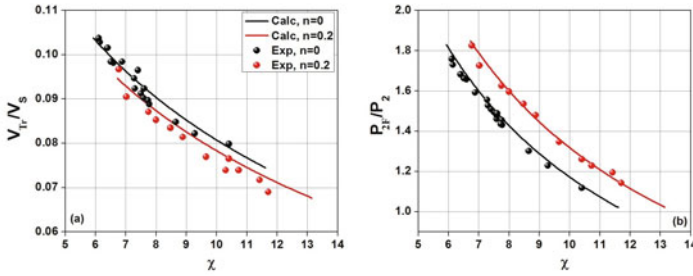 0.11
0.10
0.09
0.08
0.07
0.06
V_Tr/V_S
Calc, n=0
Calc, n=0.2
Exp, n=0
Exp, n=0.2
(a)
5 6 7 8 9 10 11 12 13 14
χ
2.0
1.8
1.6
1.4
1.2
1.0
P_2F/P_2
(b)
5 6 7 8 9 10 11 12 13 14
χ